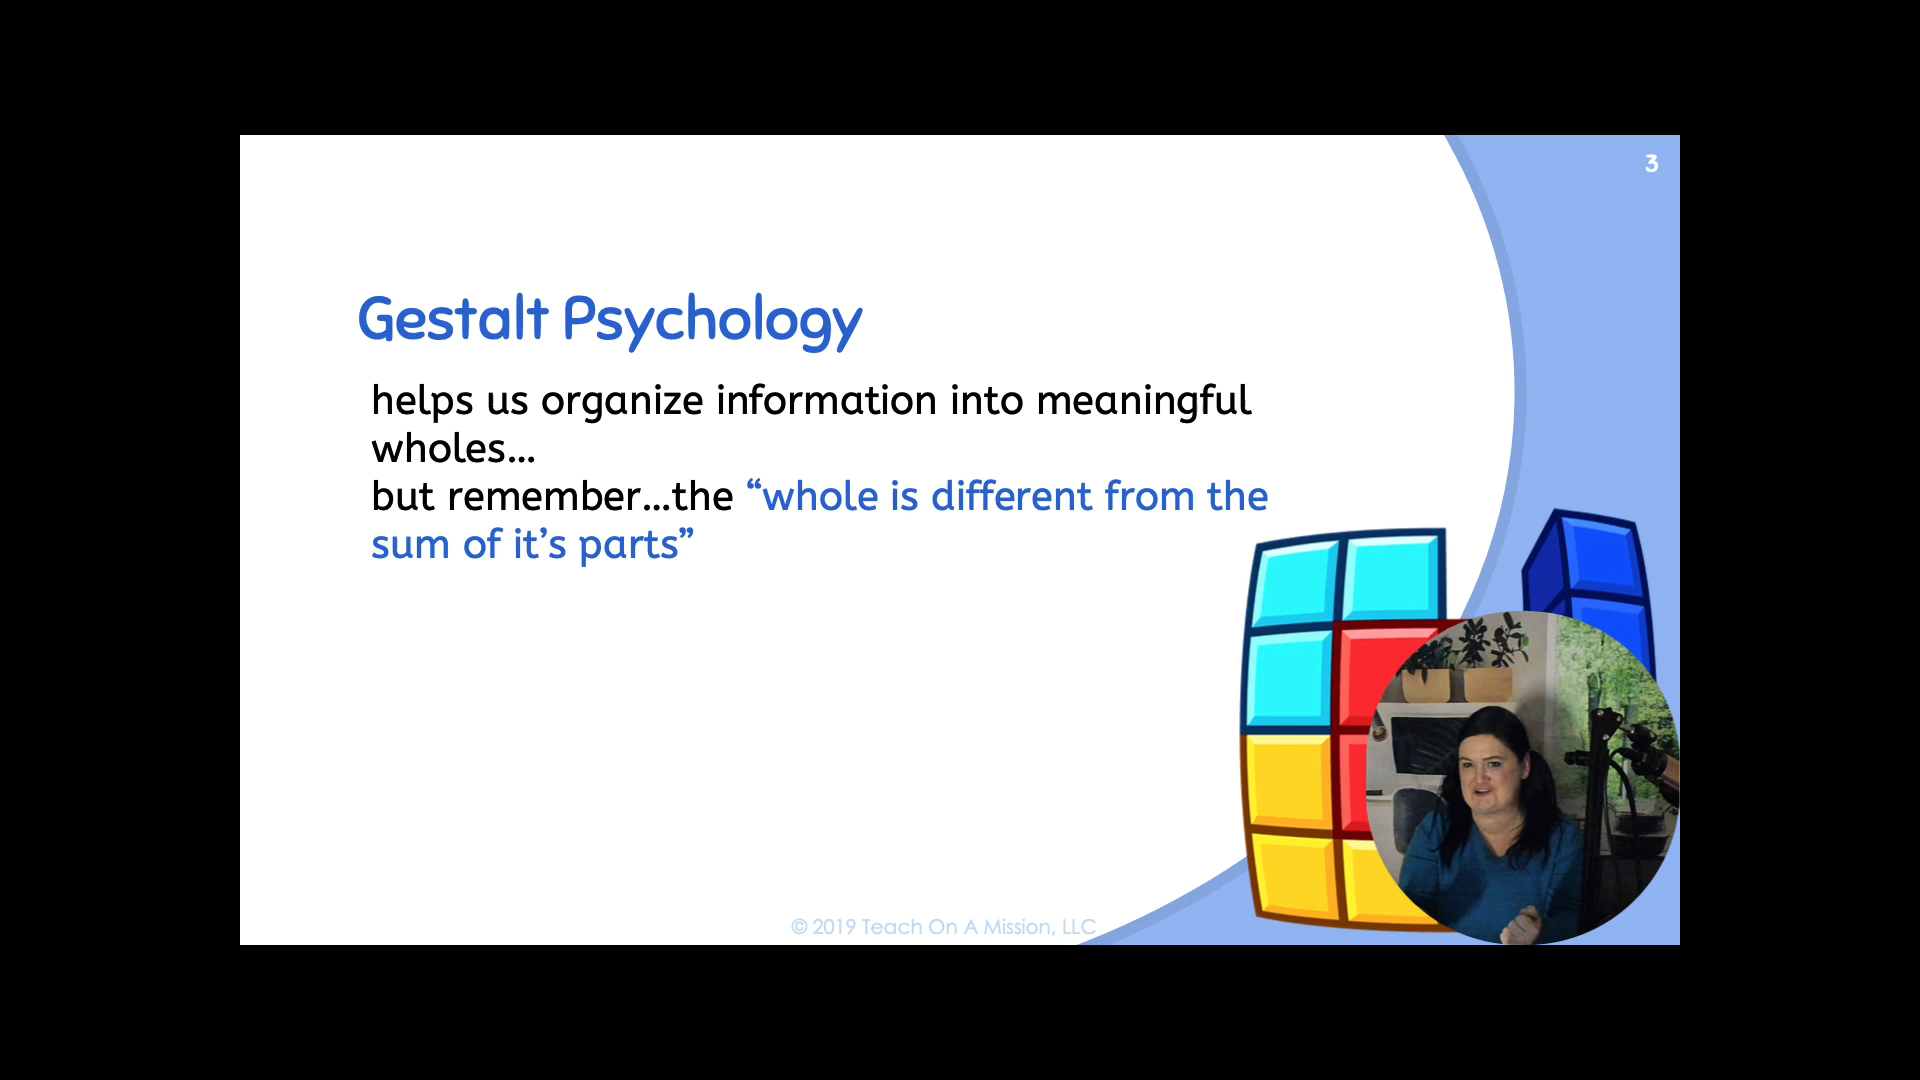 3
Gestalt Psychology
helps us organize information into meaningful
wholes...
but remember...the “whole is different from the
sum of it’s parts”
© 2019 Teach On A Mission, LLC